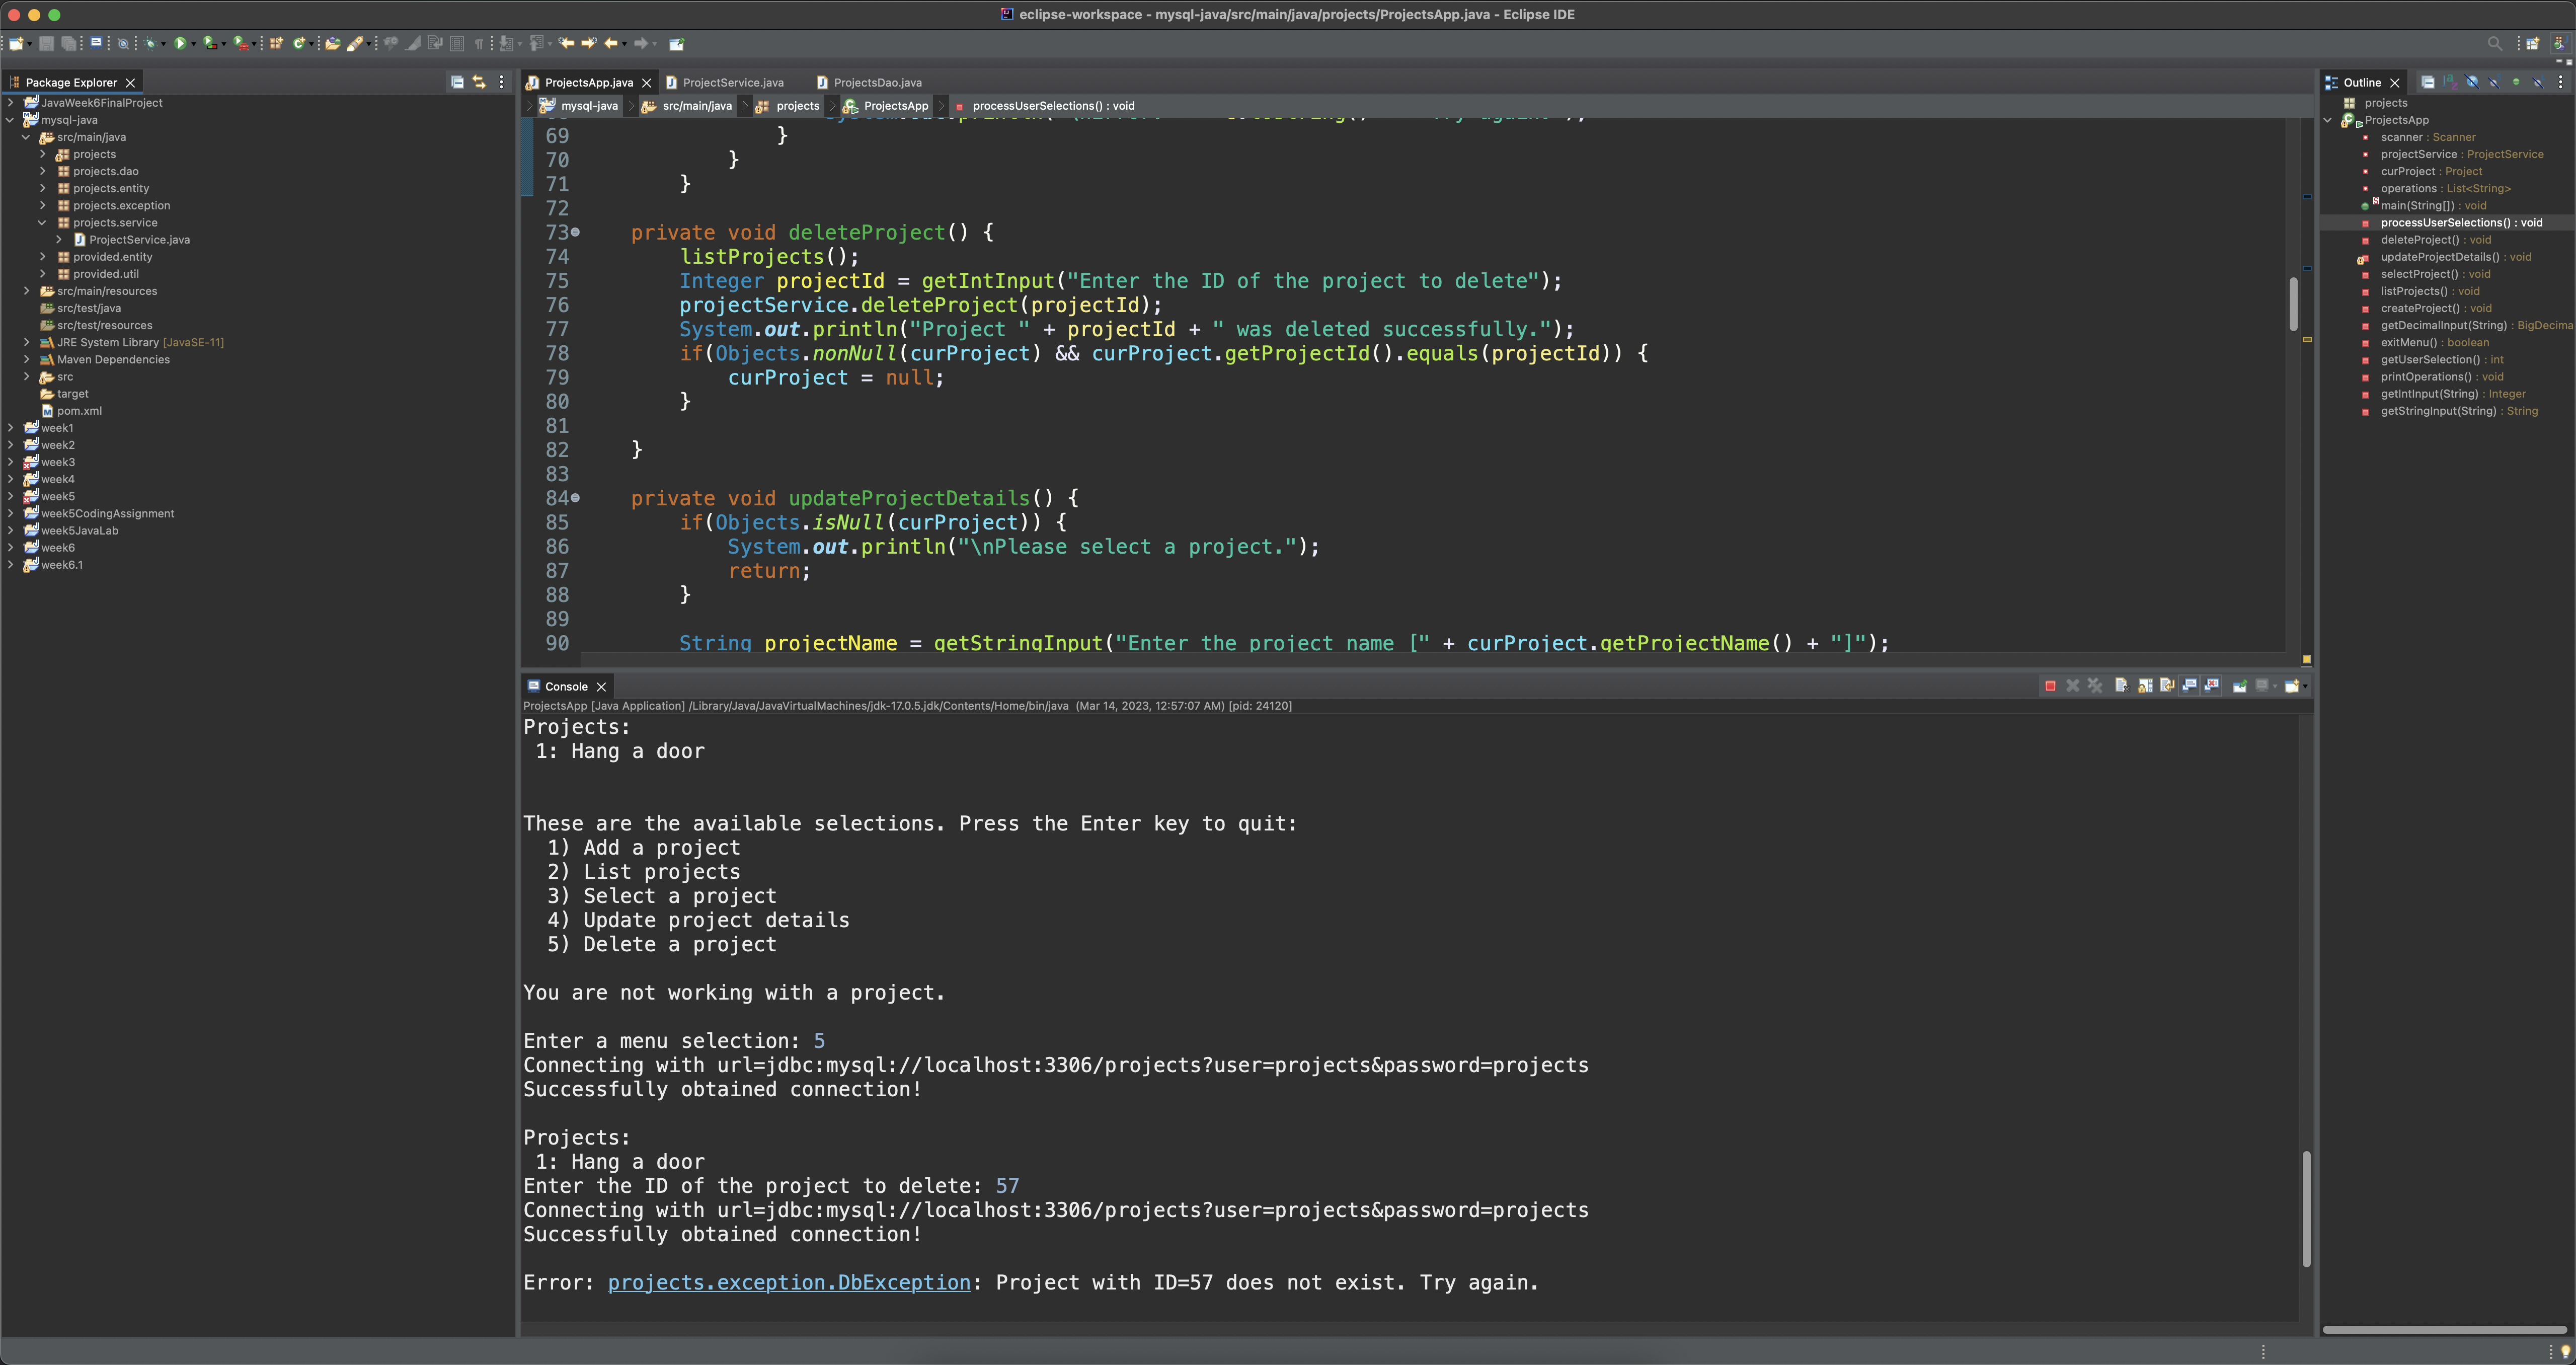 eclipse-workspace - mysql-java/src/main/java/projects/ProjectsApp.java - Eclipse IDE
Package Explorer
JavaWeek6FinalProject
mysql-java
src/main/java
projects
projects.dao
projects.entity
projects.exception
projects.service
ProjectService.java
provided.entity
provided.util
src/main/resources
src/test/java
src/test/resources
JRE System Library [JavaSE-11]
Maven Dependencies
src
target
pom.xml
week1
week2
week3
week4
week5
week5CodingAssignment
week5JavaLab
week6
week6.1
ProjectsApp.java
ProjectService.java
ProjectsDao.java
mysql-java
src/main/java
projects
ProjectsApp
processUserSelections() : void
69 }
70 }
71 }
72
73 private void deleteProject() {
74 listProjects();
75 Integer projectId = getIntInput("Enter the ID of the project to delete");
76 projectService.deleteProject(projectId);
77 System.out.println("Project " + projectId + " was deleted successfully.");
78 if(Objects.nonNull(curProject) && curProject.getProjectId().equals(projectId)) {
79 curProject = null;
80 }
81
82 }
83
84 private void updateProjectDetails() {
85 if(Objects.isNull(curProject)) {
86 System.out.println("\nPlease select a project.");
87 return;
88 }
89
90 String projectName = getStringInput("Enter the project name [" + curProject.getProjectName() + "]");
Console
ProjectsApp [Java Application] /Library/Java/JavaVirtualMachines/jdk-17.0.5.jdk/Contents/Home/bin/java (Mar 14, 2023, 12:57:07 AM) [pid: 24120]
Projects:
1: Hang a door
These are the available selections. Press the Enter key to quit:
1) Add a project
2) List projects
3) Select a project
4) Update project details
5) Delete a project
You are not working with a project.
Enter a menu selection: 5
Connecting with url=jdbc:mysql://localhost:3306/projects?user=projects&password=projects
Successfully obtained connection!
Projects:
1: Hang a door
Enter the ID of the project to delete: 57
Connecting with url=jdbc:mysql://localhost:3306/projects?user=projects&password=projects
Successfully obtained connection!
Error: projects.exception.DbException: Project with ID=57 does not exist. Try again.
Outline
projects
ProjectsApp
scanner : Scanner
projectService : ProjectService
curProject : Project
operations : List<String>
main(String[]) : void
processUserSelections() : void
deleteProject() : void
updateProjectDetails() : void
selectProject() : void
listProjects() : void
createProject() : void
getDecimalInput(String) : BigDecima
exitMenu() : boolean
getUserSelection() : int
printOperations() : void
getIntInput(String) : Integer
getStringInput(String) : String